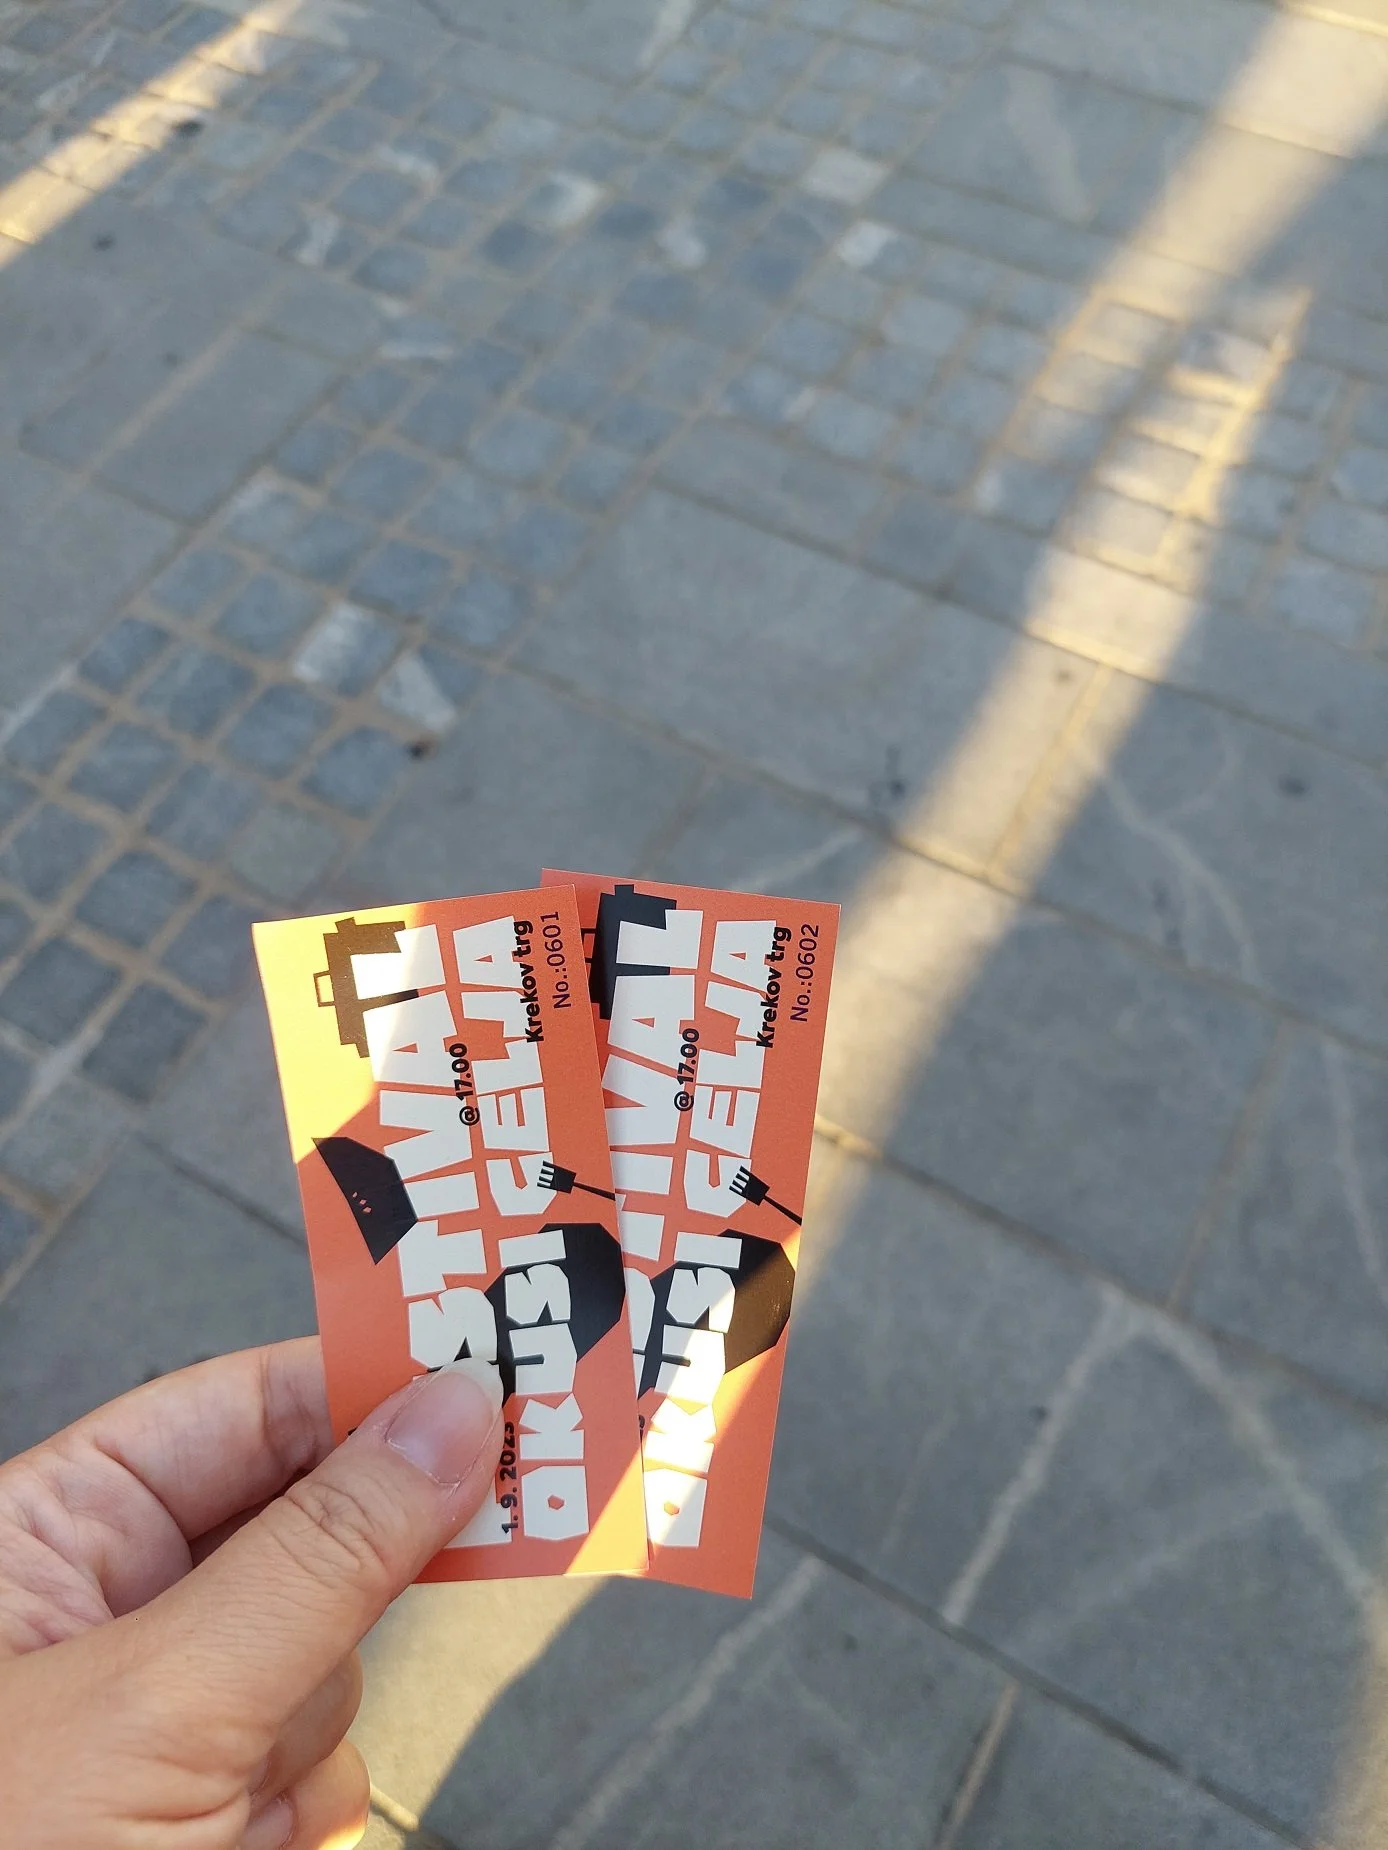 STIVAL
@ 17.00
1. 9. 2023
OKUSI CELJA
Krekov trg
No.:0601
TIVAL
@ 17.00
OKUSI CELJA
Krekov trg
No.:0602